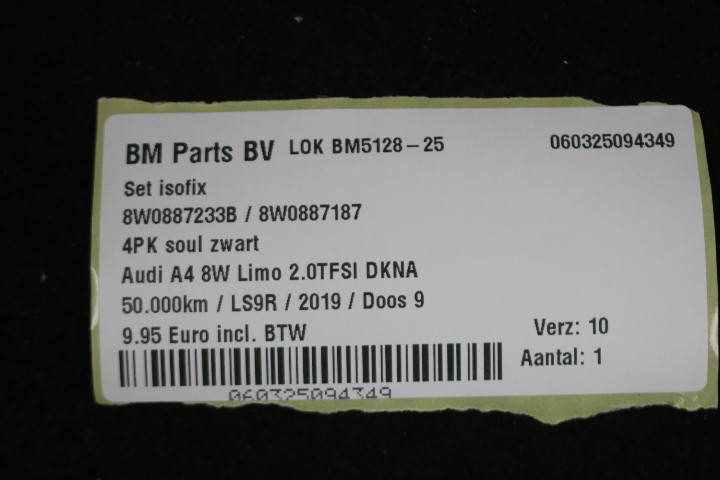 BM Parts BV LOK BM5128-25 060325094349
Set isofix
8W0887233B / 8W0887187
4PK soul zwart
Audi A4 8W Limo 2.0TFSI DKNA
50.000km / LS9R / 2019 / Doos 9
9.95 Euro incl. BTW Verz: 10
Aantal: 1
060325094349